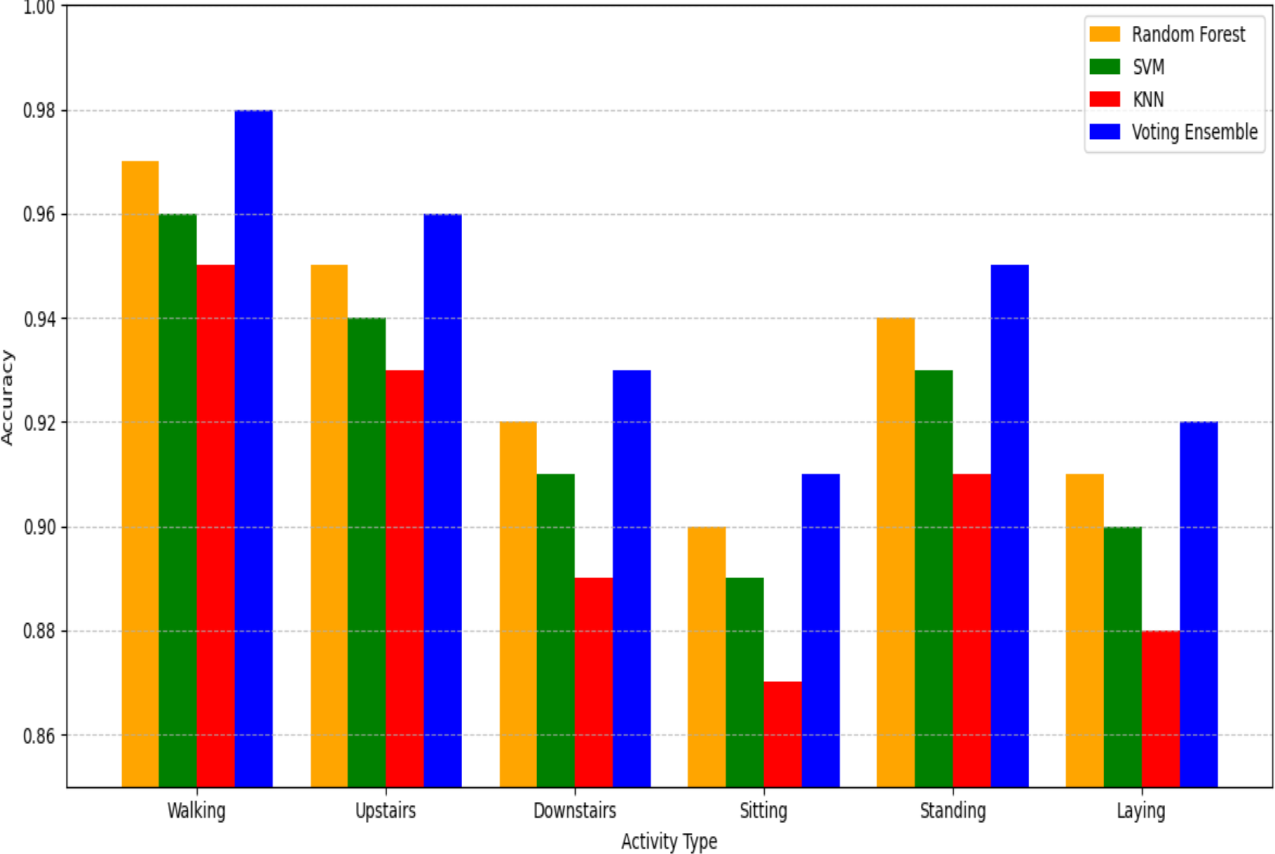 1.00
0.98
0.96
0.94
0.92
0.90
0.88
0.86
Accuracy
Random Forest
SVM
KNN
Voting Ensemble
Walking Upstairs Downstairs Sitting Standing Laying
Activity Type